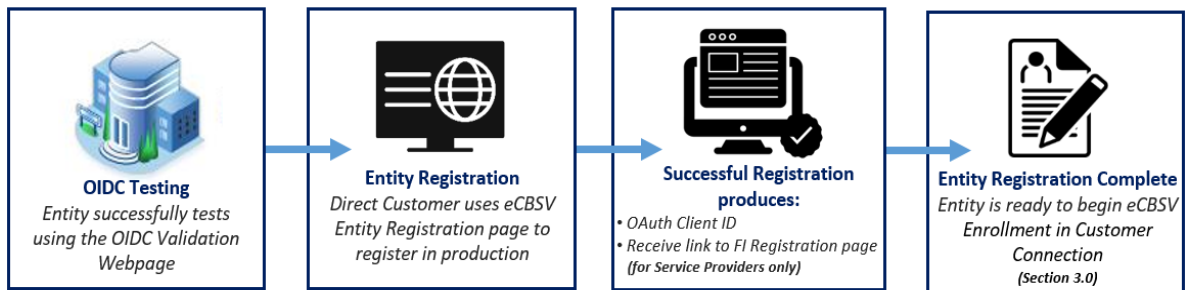 OIDC Testing
Entity successfully tests
using the OIDC Validation
Webpage
Entity Registration
Direct Customer uses eCBSV
Entity Registration page to
register in production
Successful Registration
produces:
• OAuth Client ID
• Receive link to FI Registration page
(for Service Providers only)
Entity Registration Complete
Entity is ready to begin eCBSV
Enrollment in Customer
Connection
(Section 3.0)